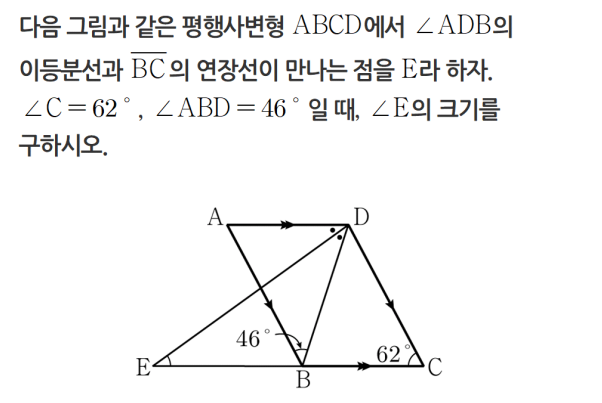 다음 그림과 같은 평행사변형 ABCD에서 ∠ADB의
이등분선과 B̅C̅의 연장선이 만나는 점을 E라 하자.
∠C=62°, ∠ABD=46°일 때, ∠E의 크기를
구하시오.
A
D
46°
62°
E
B
C